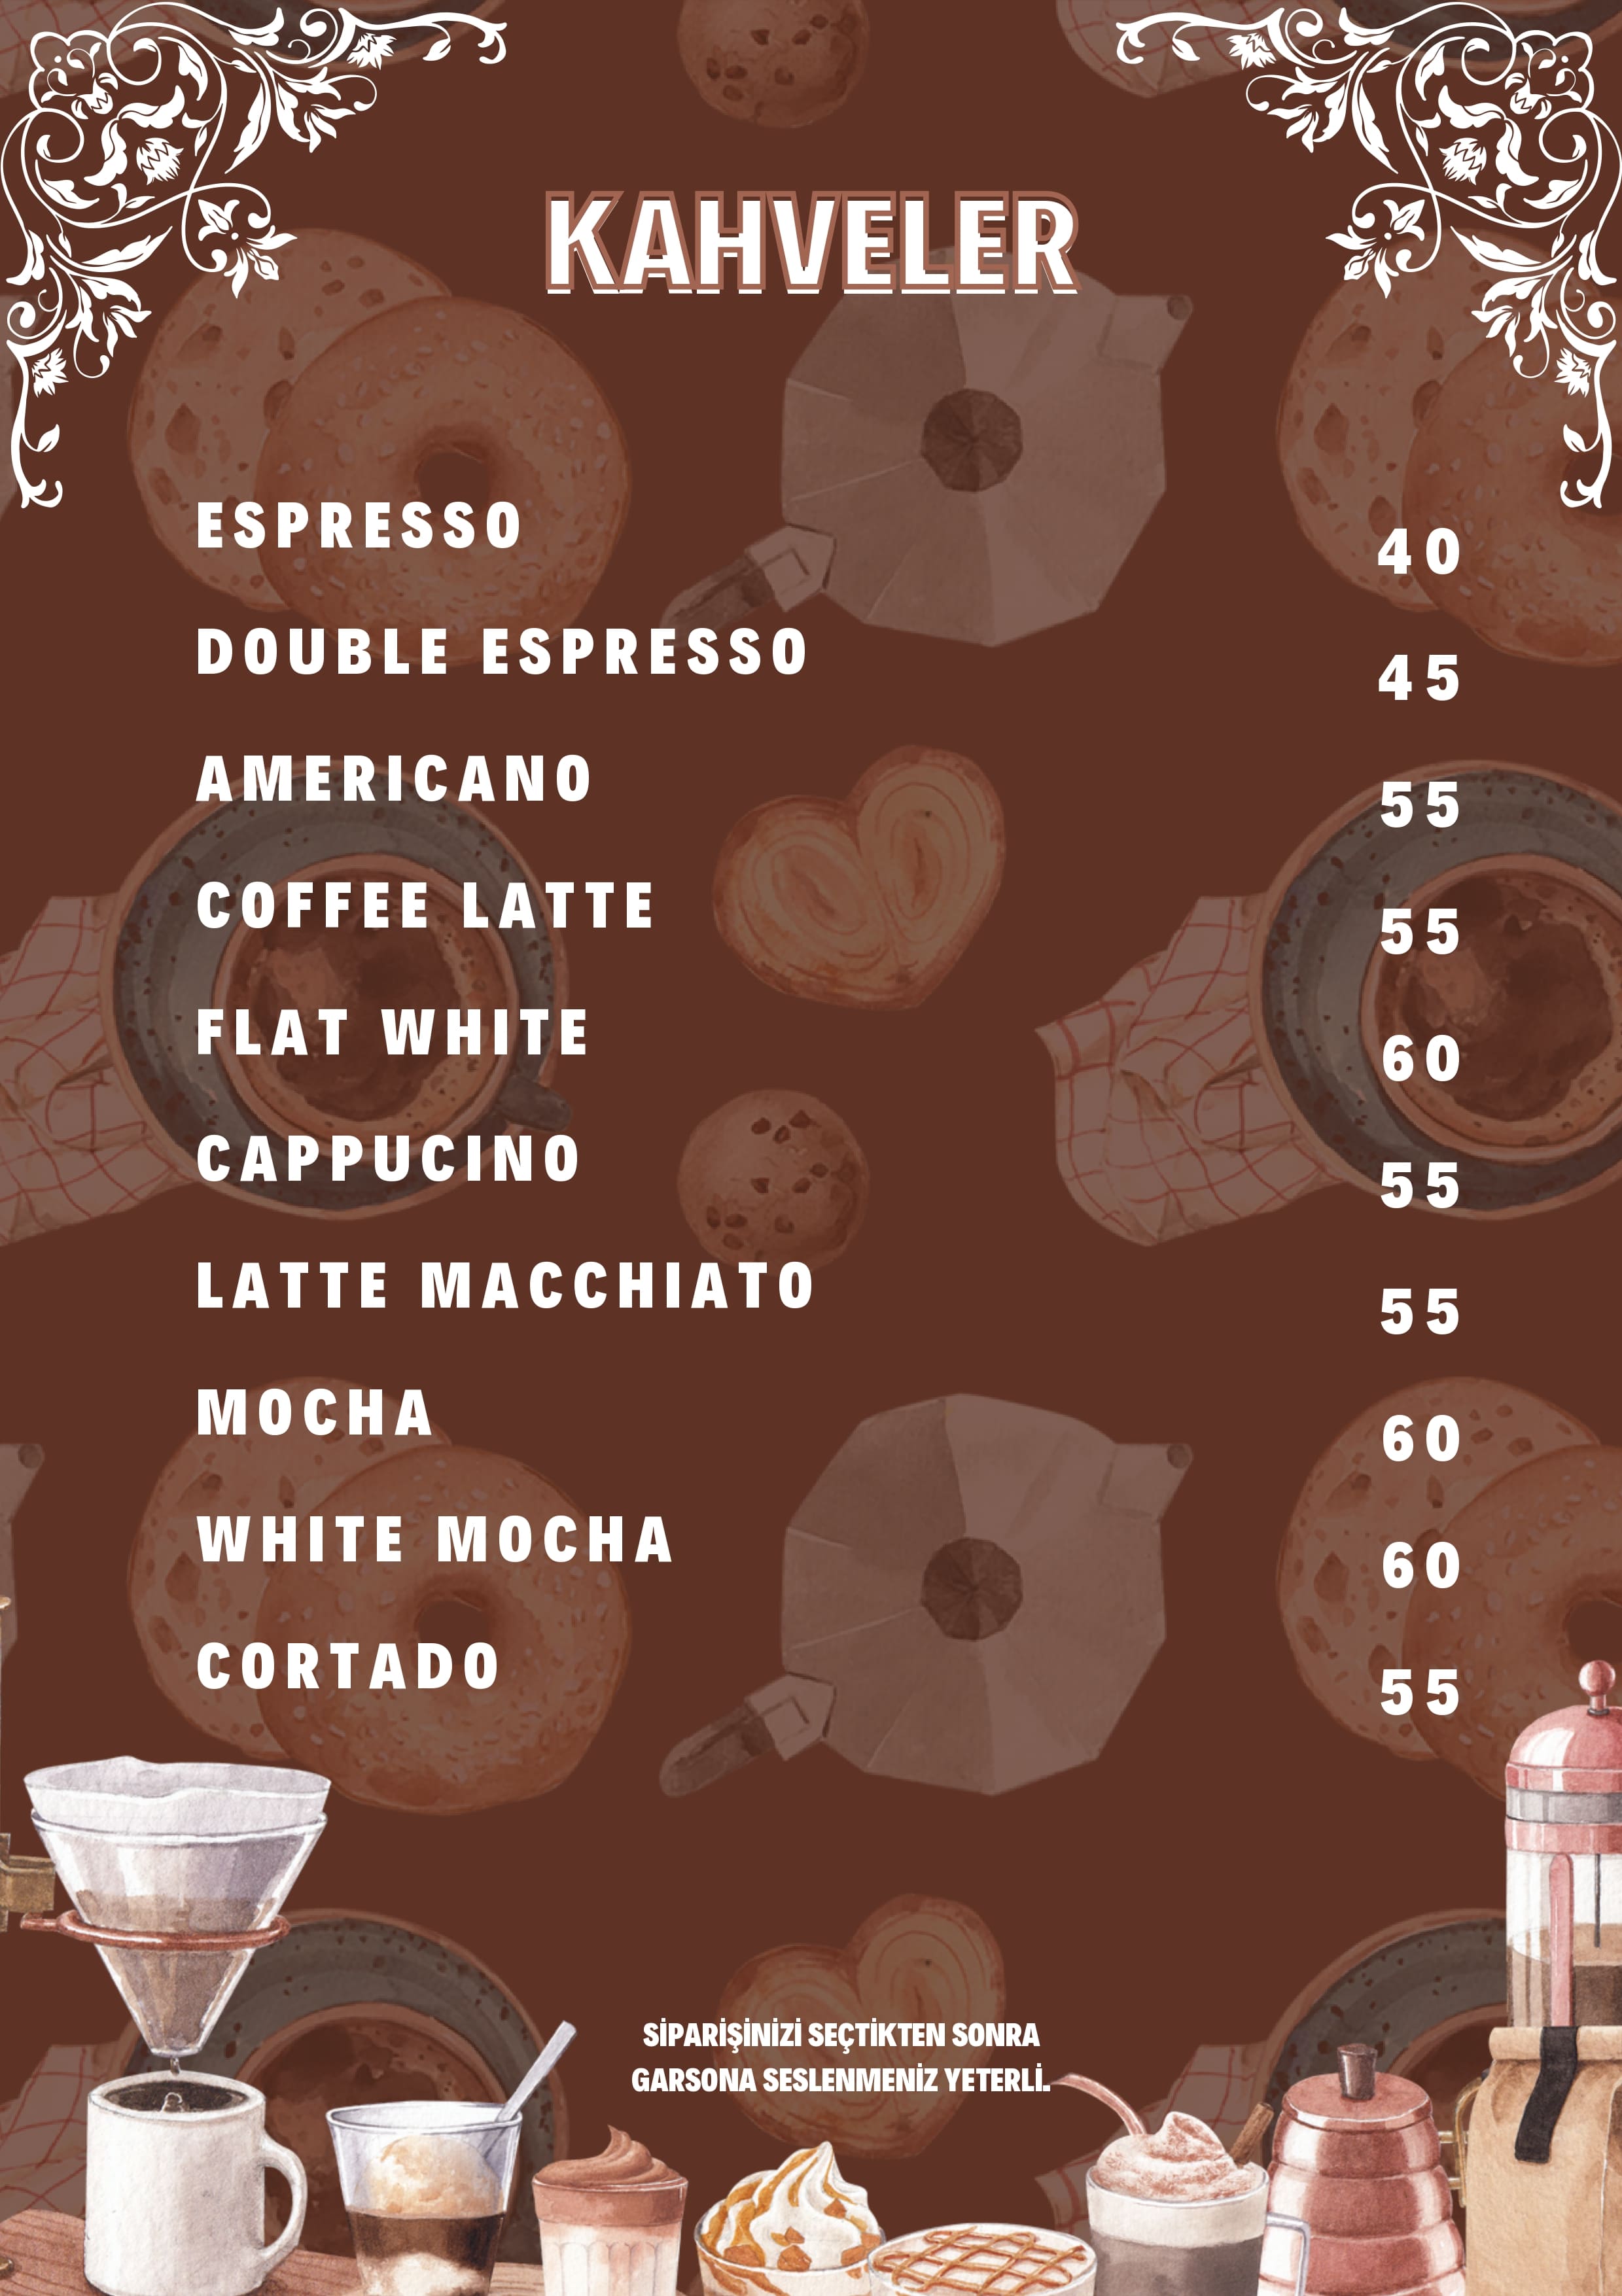 KAHVELER
ESPRESSO 40
DOUBLE ESPRESSO 45
AMERICANO 55
COFFEE LATTE 55
FLAT WHITE 60
CAPPUCINO 55
LATTE MACCHIATO 55
MOCHA 60
WHITE MOCHA 60
CORTADO 55
SİPARİŞİNİZİ SEÇTİKTEN SONRA
GARSONA SESLENMENİZ YETERLİ.